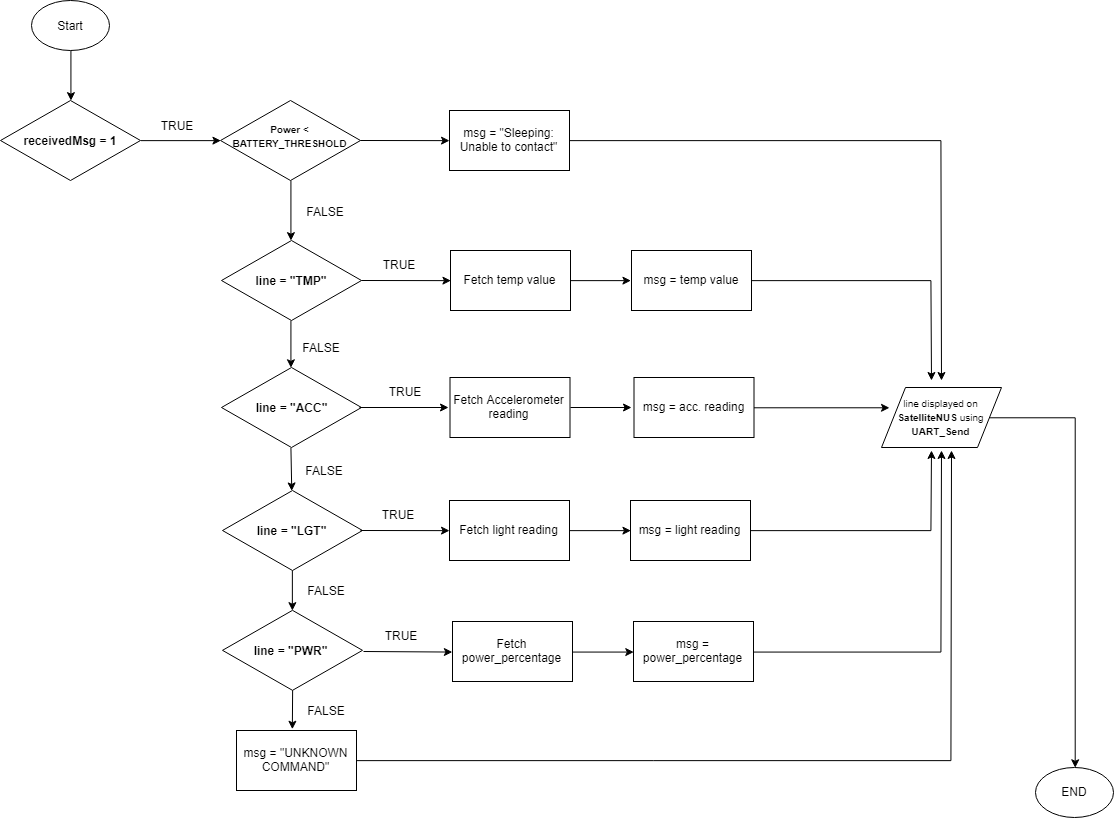 Start
receivedMsg = 1
TRUE
Power <
BATTERY_THRESHOLD
msg = "Sleeping:
Unable to contact"
FALSE
line = "TMP"
TRUE
Fetch temp value
msg = temp value
FALSE
line = "ACC"
TRUE
Fetch Accelerometer
reading
msg = acc. reading
line displayed on
SatelliteNUS using
UART_Send
FALSE
line = "LGT"
TRUE
Fetch light reading
msg = light reading
FALSE
line = "PWR"
TRUE
Fetch
power_percentage
msg =
power_percentage
FALSE
msg = "UNKNOWN
COMMAND"
END